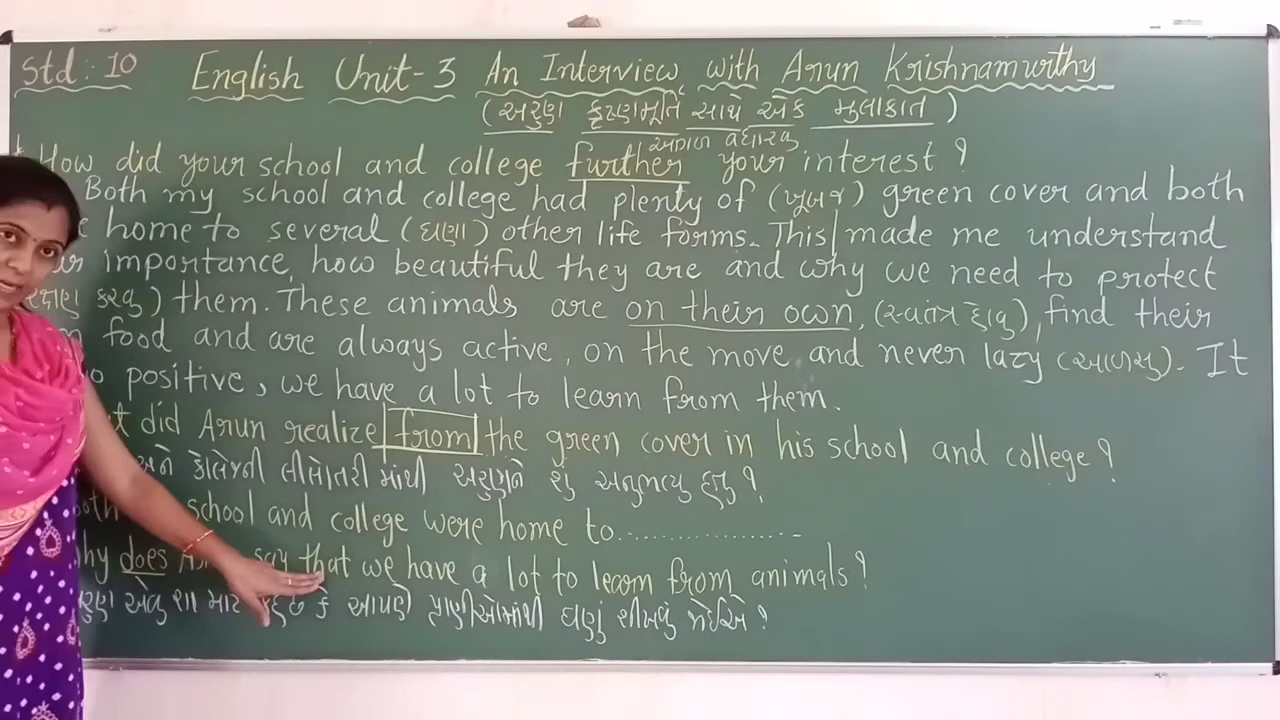 Std : 10 English Unit-3 An Interview with Arun Krishnamurthy
(અરુણ કૃષ્ણમૂર્તિ સાથે એક મુલાકાત)
આગળ વધારવુ
How did your school and college further your interest ?
Both my school and college had plenty of (ખૂબજ) green cover and both
home to several (ઘણા) other life forms. This made me understand
importance, how beautiful they are and why we need to protect
કરવુ) them. These animals are on their own, (સ્વતંત્ર હોવુ), find their
food and are always active, on the move and never lazy (આળસુ). It
positive, we have a lot to learn from them.
did Arun realize from the green cover in his school and college ?
અને કોલેજની લીલોતરીમાંથી અરુણને શું અનુભવ્યુ હતુ ?
school and college were home to..................
does say that we have a lot to learn from animals ?
એવુ શા માટે કહે છે કે આપણે પ્રાણીઓમાંથી ઘણું શીખવું જોઈએ ?